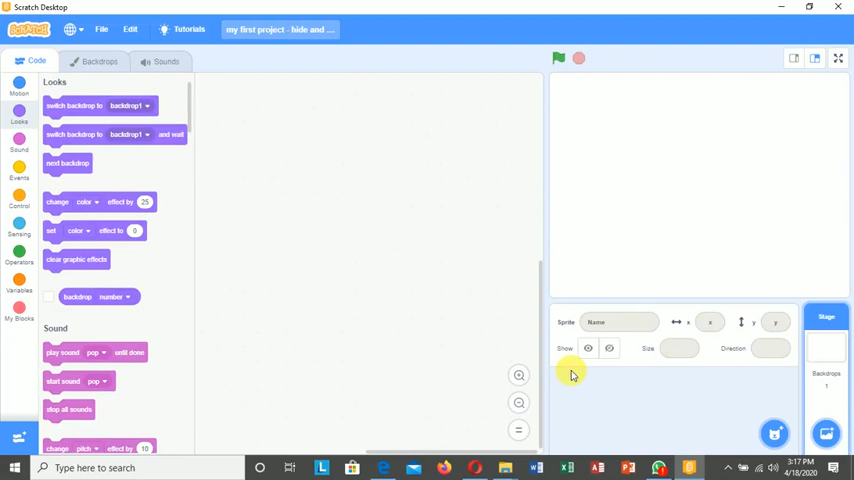 Scratch Desktop
SCRATCH File Edit Tutorials my first project - hide and ....
Code Backdrops Sounds
Motion
Looks
Sound
Events
Control
Sensing
Operators
Variables
My Blocks
Looks
switch backdrop to backdrop1
switch backdrop to backdrop1 and wait
next backdrop
change color effect by 25
set color effect to 0
clear graphic effects
backdrop number
Sound
play sound pop until done
start sound pop
stop all sounds
change pitch effect by 10
Sprite Name x x y y
Show Size Direction
Stage
Backdrops
1
Type here to search
3:17 PM
4/18/2020